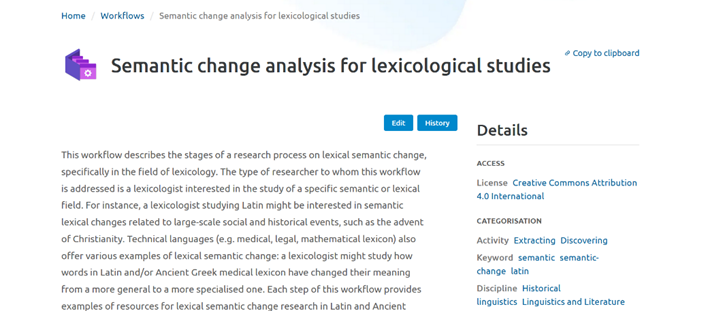 Home / Workflows / Semantic change analysis for lexicological studies
Semantic change analysis for lexicological studies
Copy to clipboard
Edit
History
This workflow describes the stages of a research process on lexical semantic change,
specifically in the field of lexicology. The type of researcher to whom this workflow
is addressed is a lexicologist interested in the study of a specific semantic or lexical
field. For instance, a lexicologist studying Latin might be interested in semantic
lexical changes related to large-scale social and historical events, such as the advent
of Christianity. Technical languages (e.g. medical, legal, mathematical lexicon) also
offer various examples of lexical semantic change: a lexicologist might study how
words in Latin and/or Ancient Greek medical lexicon have changed their meaning
from a more general to a more specialised one. Each step of this workflow provides
examples of resources for lexical semantic change research in Latin and Ancient
Details
ACCESS
License Creative Commons Attribution
4.0 International
CATEGORISATION
Activity Extracting Discovering
Keyword semantic semantic-
change latin
Discipline Historical
linguistics Linguistics and Literature